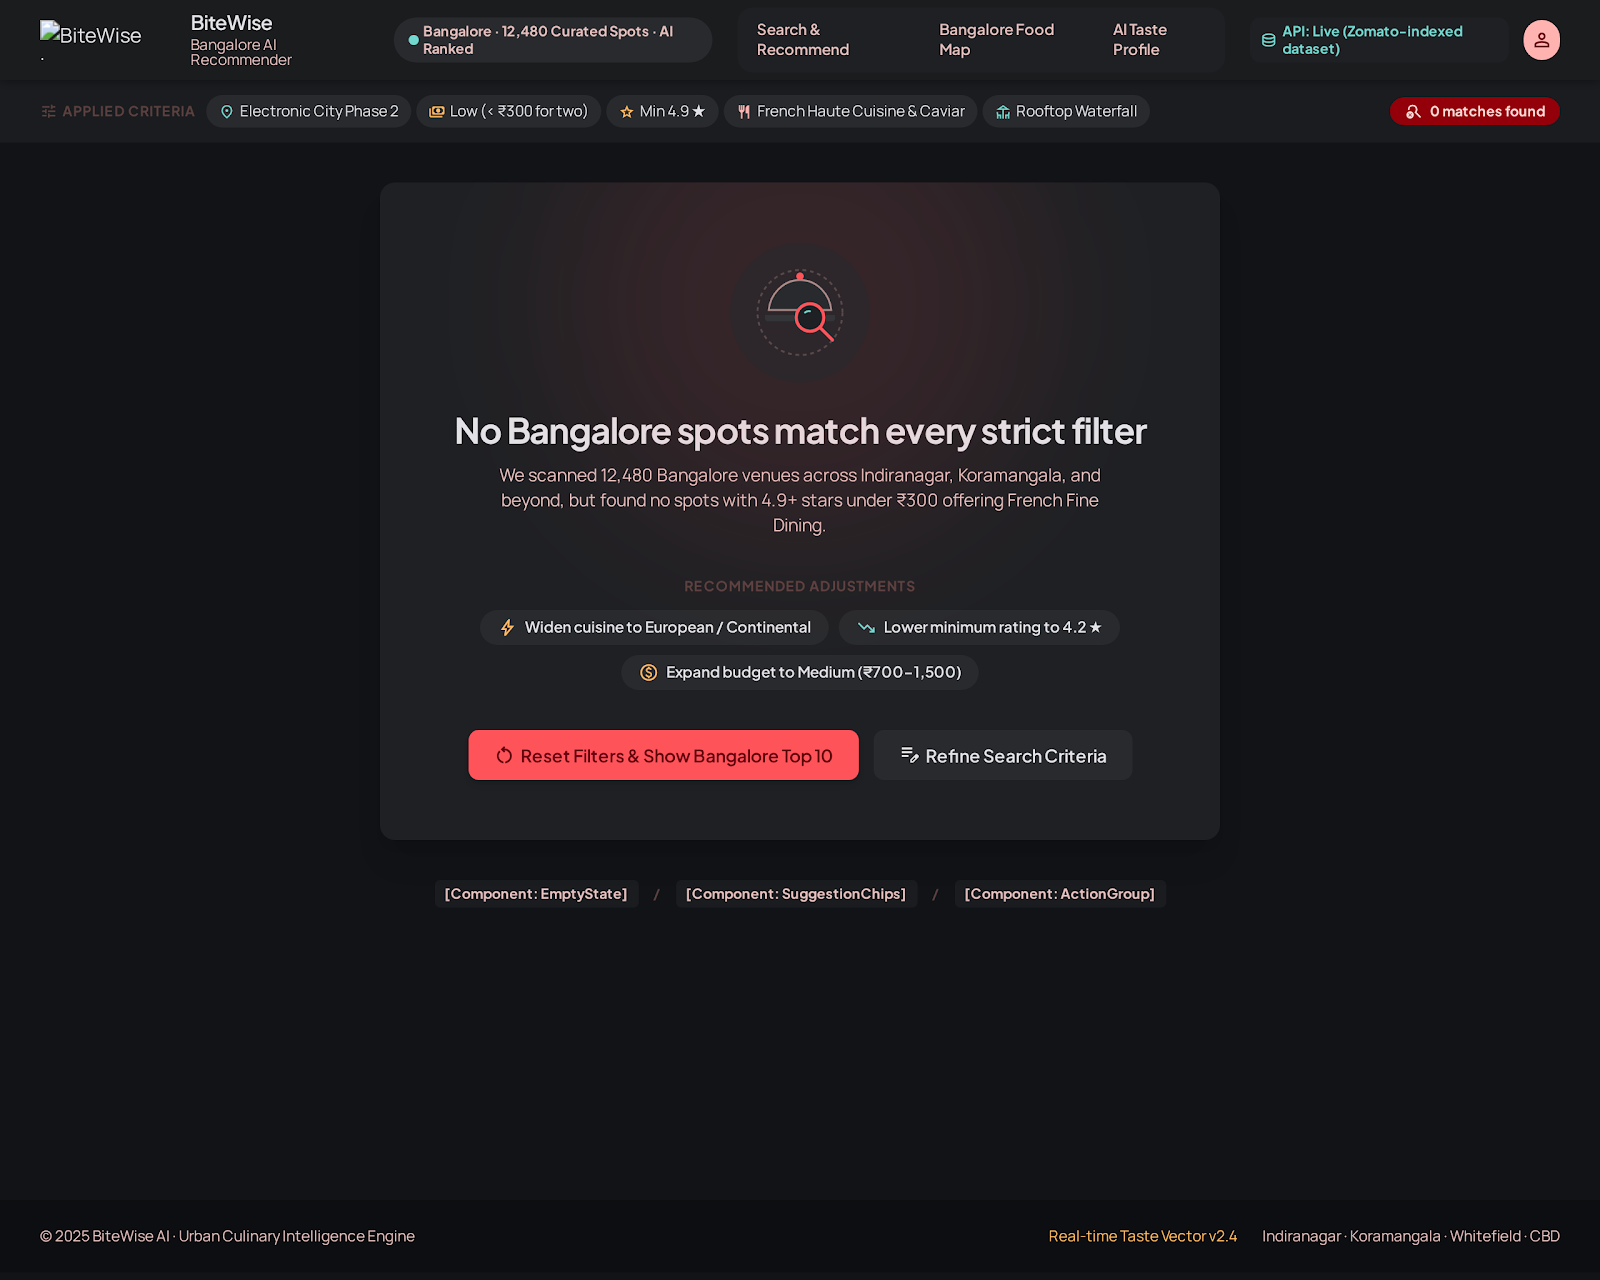 BiteWise
.
BiteWise
Bangalore AI
Recommender
Bangalore · 12,480 Curated Spots · AI
Ranked
Search &
Recommend
Bangalore Food
Map
AI Taste
Profile
API: Live (Zomato-indexed
dataset)
APPLIED CRITERIA
Electronic City Phase 2
Low (< ₹300 for two)
Min 4.9 ★
French Haute Cuisine & Caviar
Rooftop Waterfall
0 matches found
No Bangalore spots match every strict filter
We scanned 12,480 Bangalore venues across Indiranagar, Koramangala, and
beyond, but found no spots with 4.9+ stars under ₹300 offering French Fine
Dining.
RECOMMENDED ADJUSTMENTS
Widen cuisine to European / Continental
Lower minimum rating to 4.2 ★
Expand budget to Medium (₹700–1,500)
Reset Filters & Show Bangalore Top 10
Refine Search Criteria
[Component: EmptyState] / [Component: SuggestionChips] / [Component: ActionGroup]
© 2025 BiteWise AI · Urban Culinary Intelligence Engine
Real-time Taste Vector v2.4
Indiranagar · Koramangala · Whitefield · CBD